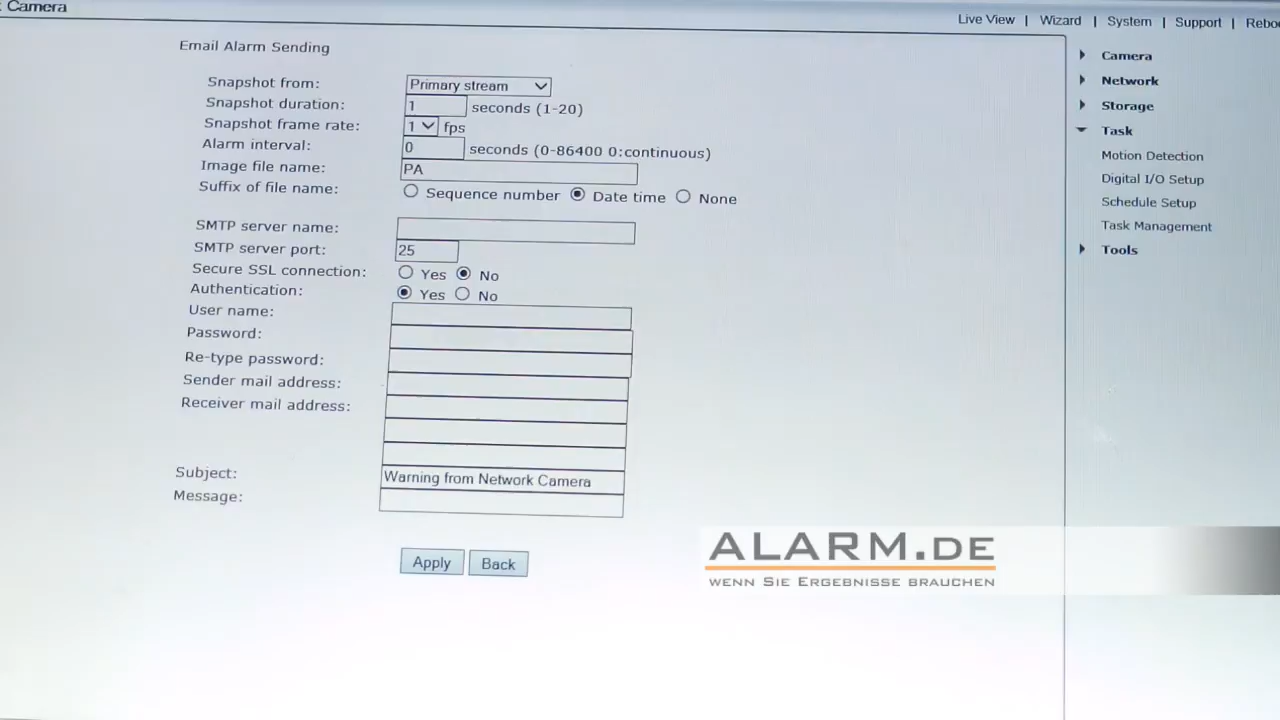 Camera
Live View | Wizard | System | Support | Reboo
Email Alarm Sending
Snapshot from: Primary stream
Snapshot duration: 1 seconds (1-20)
Snapshot frame rate: 1 fps
Alarm interval: 0 seconds (0-86400 0:continuous)
Image file name: PA
Suffix of file name: Sequence number Date time None
SMTP server name:
SMTP server port: 25
Secure SSL connection: Yes No
Authentication: Yes No
User name:
Password:
Re-type password:
Sender mail address:
Receiver mail address:
Subject: Warning from Network Camera
Message:
Apply Back
Camera
Network
Storage
Task
Motion Detection
Digital I/O Setup
Schedule Setup
Task Management
Tools
ALARM.DE
WENN SIE ERGEBNISSE BRAUCHEN